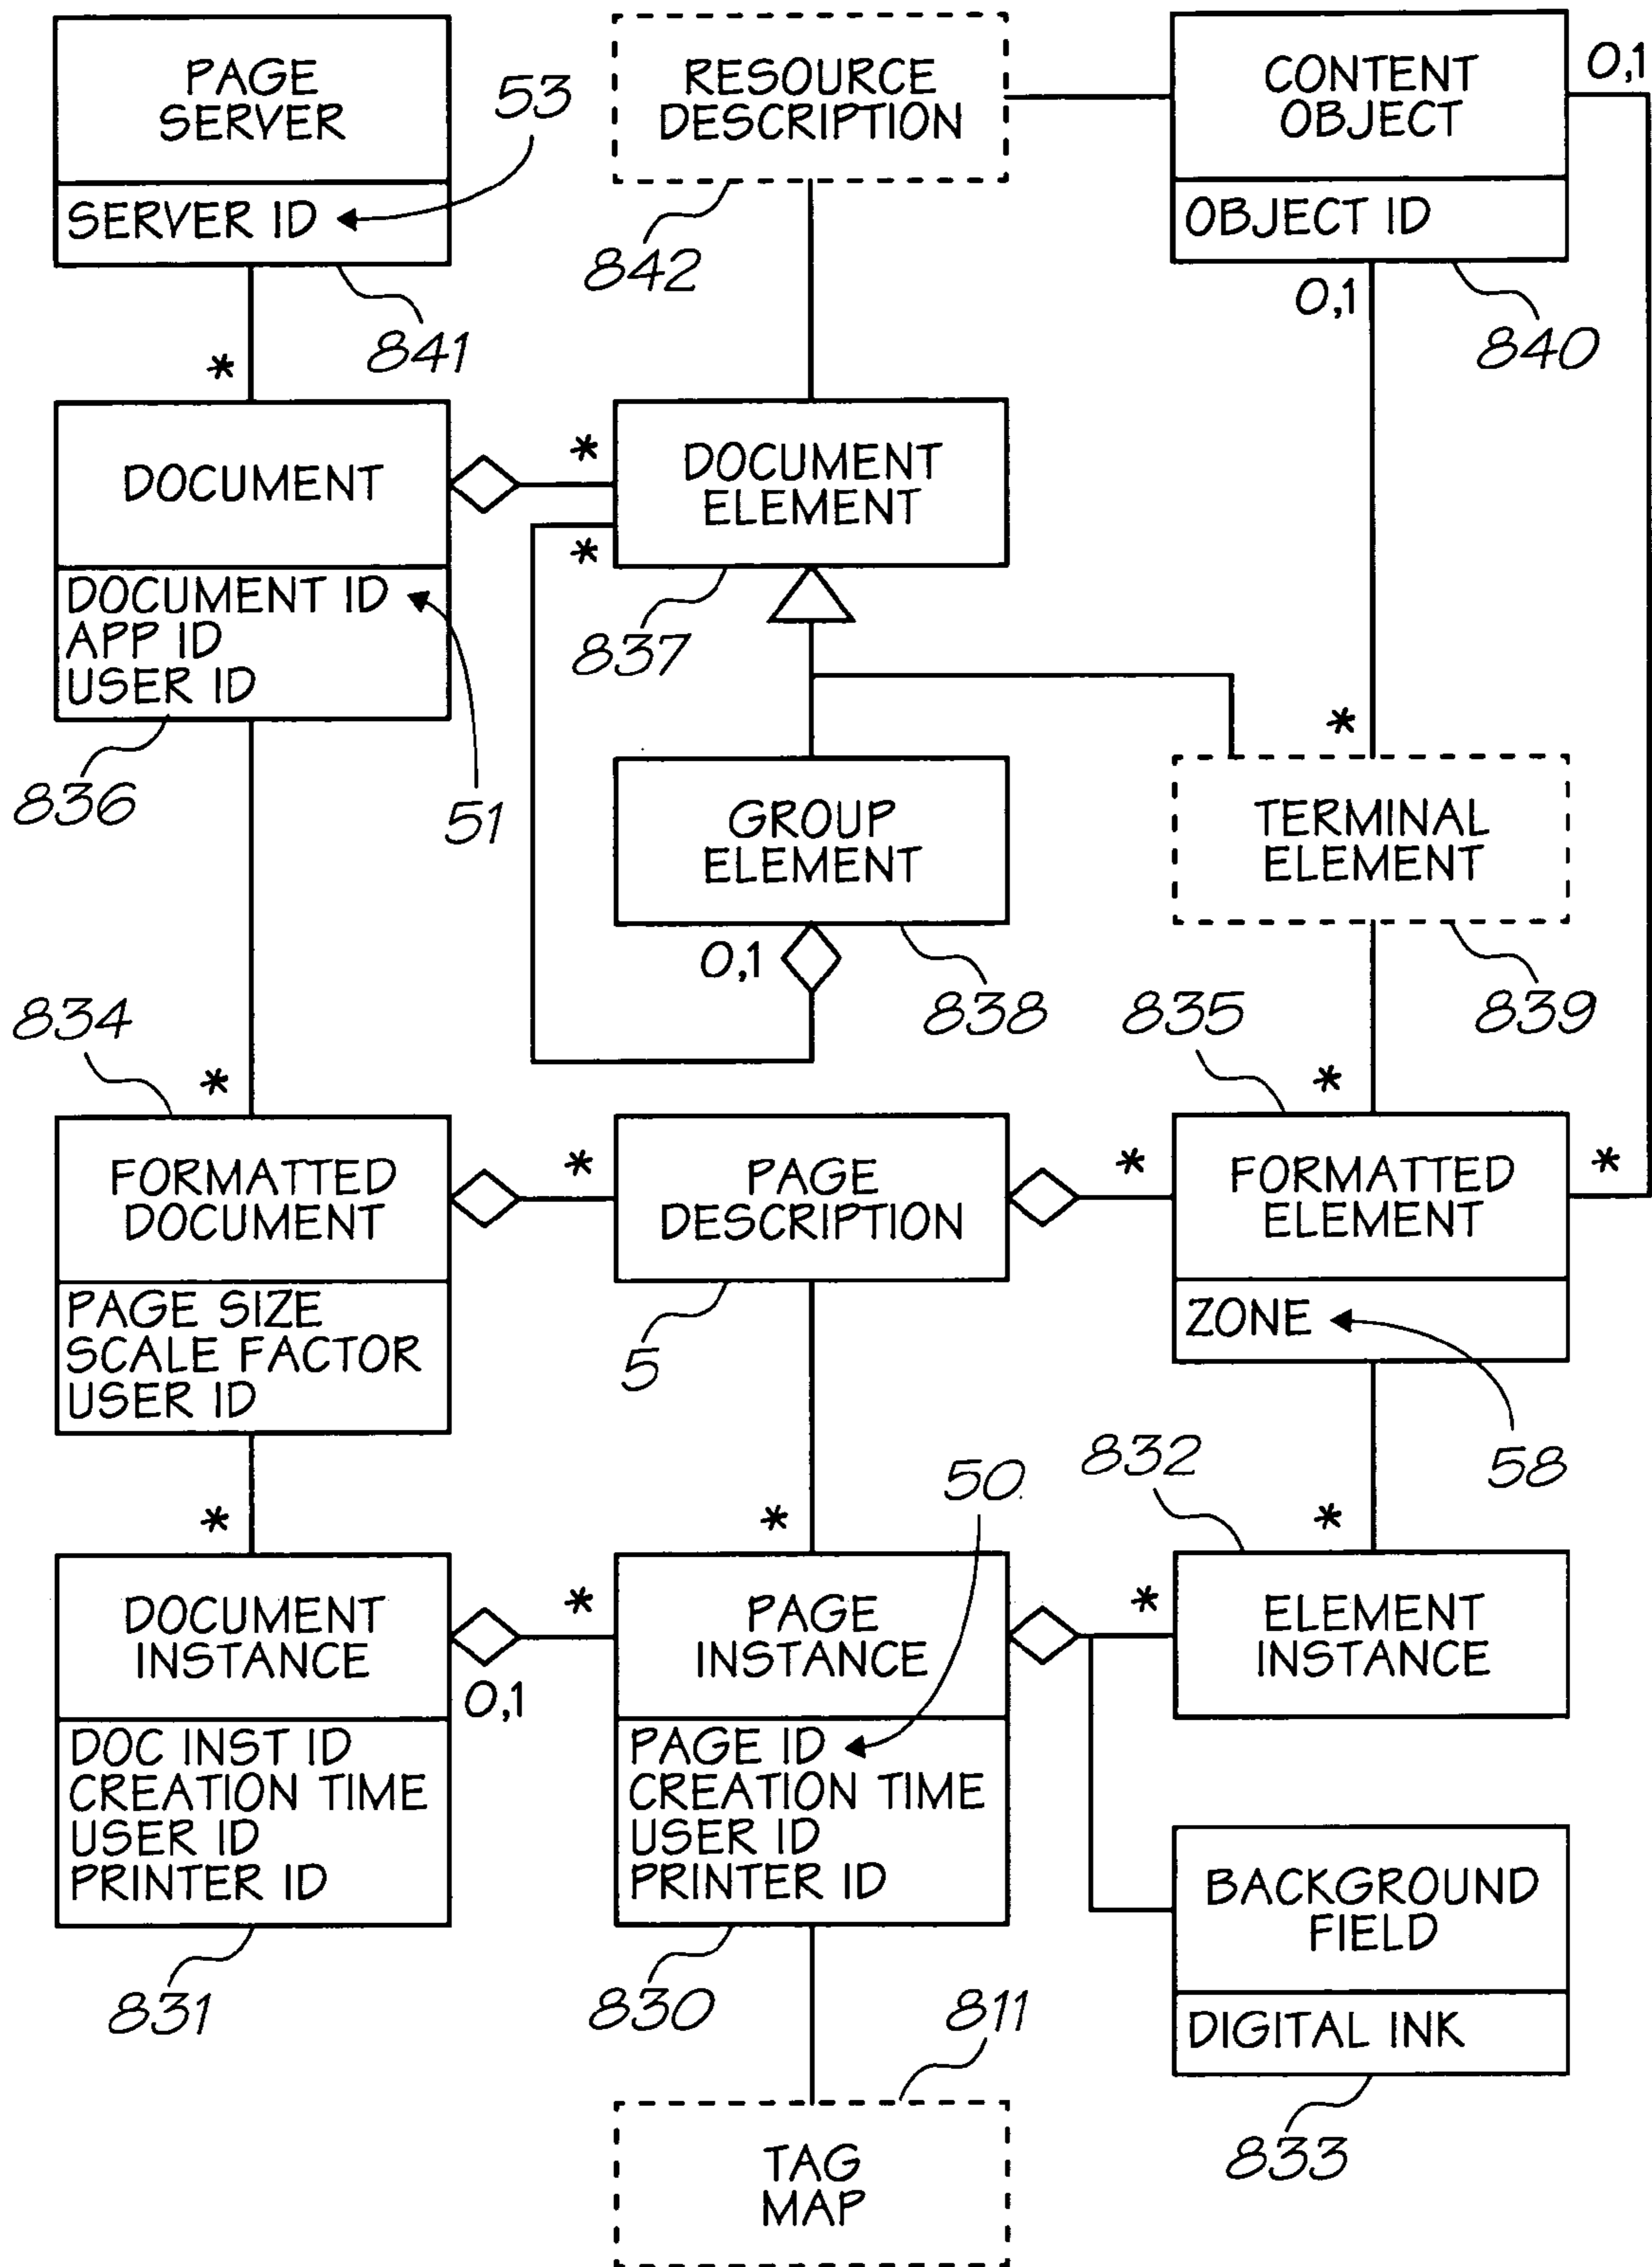 PAGE
SERVER
SERVER ID
53
841
*
RESOURCE
DESCRIPTION
842
CONTENT
OBJECT
OBJECT ID
0,1
0,1
840
DOCUMENT
DOCUMENT ID
APP ID
USER ID
836
51
*
*
DOCUMENT
ELEMENT
837
GROUP
ELEMENT
0,1
838
*
TERMINAL
ELEMENT
839
834
*
FORMATTED
DOCUMENT
PAGE SIZE
SCALE FACTOR
USER ID
*
PAGE
DESCRIPTION
5
835
*
*
FORMATTED
ELEMENT
*
ZONE
58
*
DOCUMENT
INSTANCE
0,1
DOC INST ID
CREATION TIME
USER ID
PRINTER ID
831
*
*
50
PAGE
INSTANCE
PAGE ID
CREATION TIME
USER ID
PRINTER ID
830
832
*
*
ELEMENT
INSTANCE
BACKGROUND
FIELD
DIGITAL INK
833
811
TAG
MAP